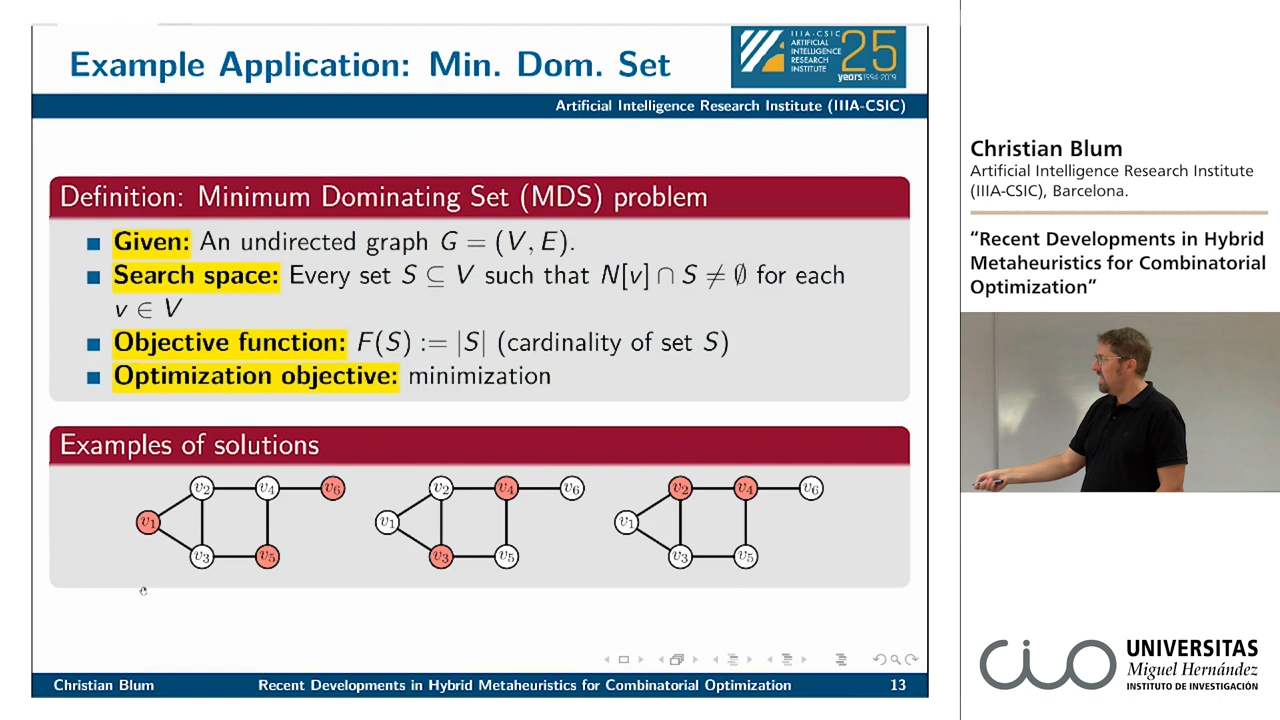 Example Application: Min. Dom. Set
IIIA-CSIC
ARTIFICIAL
INTELLIGENCE
RESEARCH
INSTITUTE
25
years 1994-2019
Artificial Intelligence Research Institute (IIIA-CSIC)
Definition: Minimum Dominating Set (MDS) problem
Given: An undirected graph G = (V, E).
Search space: Every set S ⊆ V such that N[v] ∩ S ≠ ∅ for each
v ∈ V
Objective function: F(S) := |S| (cardinality of set S)
Optimization objective: minimization
Examples of solutions
v2 v4 v6 v2 v4 v6 v2 v4 v6
v1 v1 v1
v3 v5 v3 v5 v3 v5
Christian Blum Recent Developments in Hybrid Metaheuristics for Combinatorial Optimization 13
Christian Blum
Artificial Intelligence Research Institute
(IIIA-CSIC), Barcelona.
“Recent Developments in Hybrid
Metaheuristics for Combinatorial
Optimization”
CIO
UNIVERSITAS
Miguel Hernández
INSTITUTO DE INVESTIGACIÓN